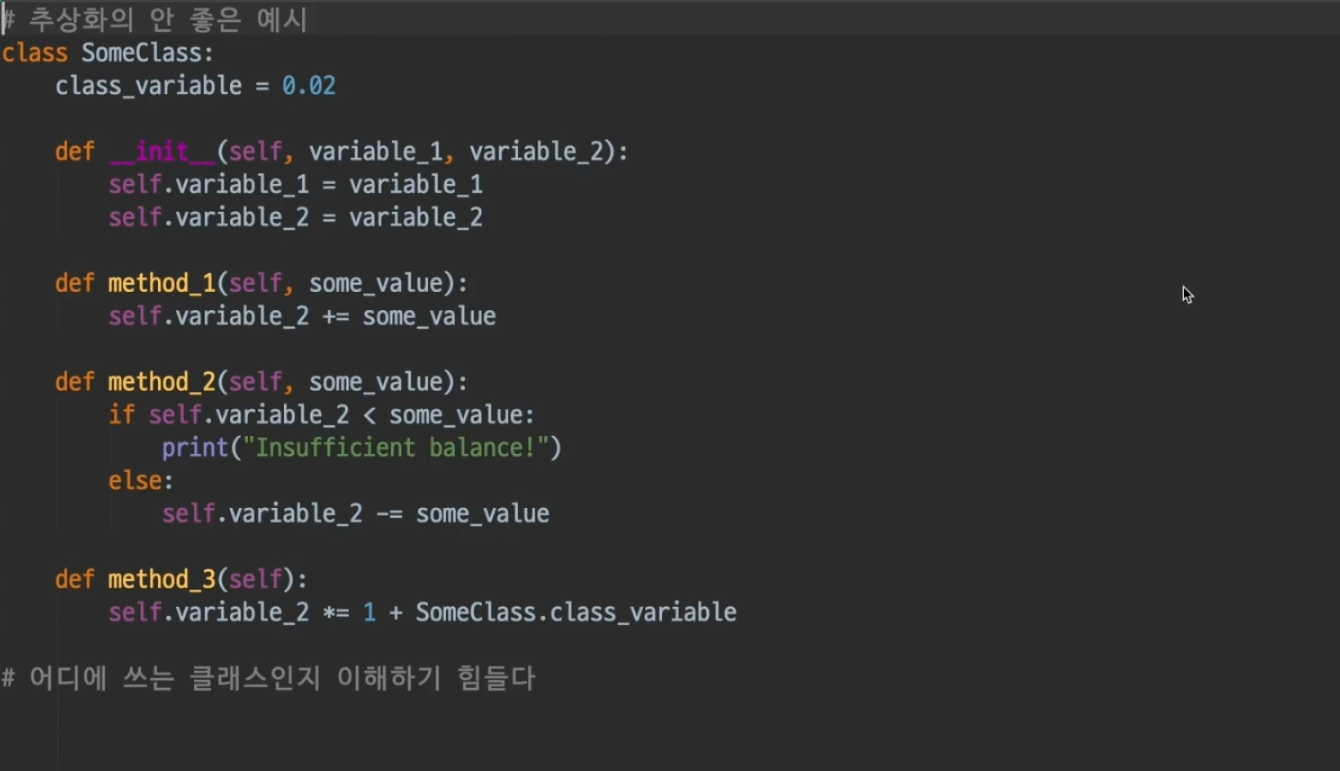 # 추상화의 안 좋은 예시
class SomeClass:
    class_variable = 0.02

    def __init__(self, variable_1, variable_2):
        self.variable_1 = variable_1
        self.variable_2 = variable_2

    def method_1(self, some_value):
        self.variable_2 += some_value

    def method_2(self, some_value):
        if self.variable_2 < some_value:
            print("Insufficient balance!")
        else:
            self.variable_2 -= some_value

    def method_3(self):
        self.variable_2 *= 1 + SomeClass.class_variable

# 어디에 쓰는 클래스인지 이해하기 힘들다